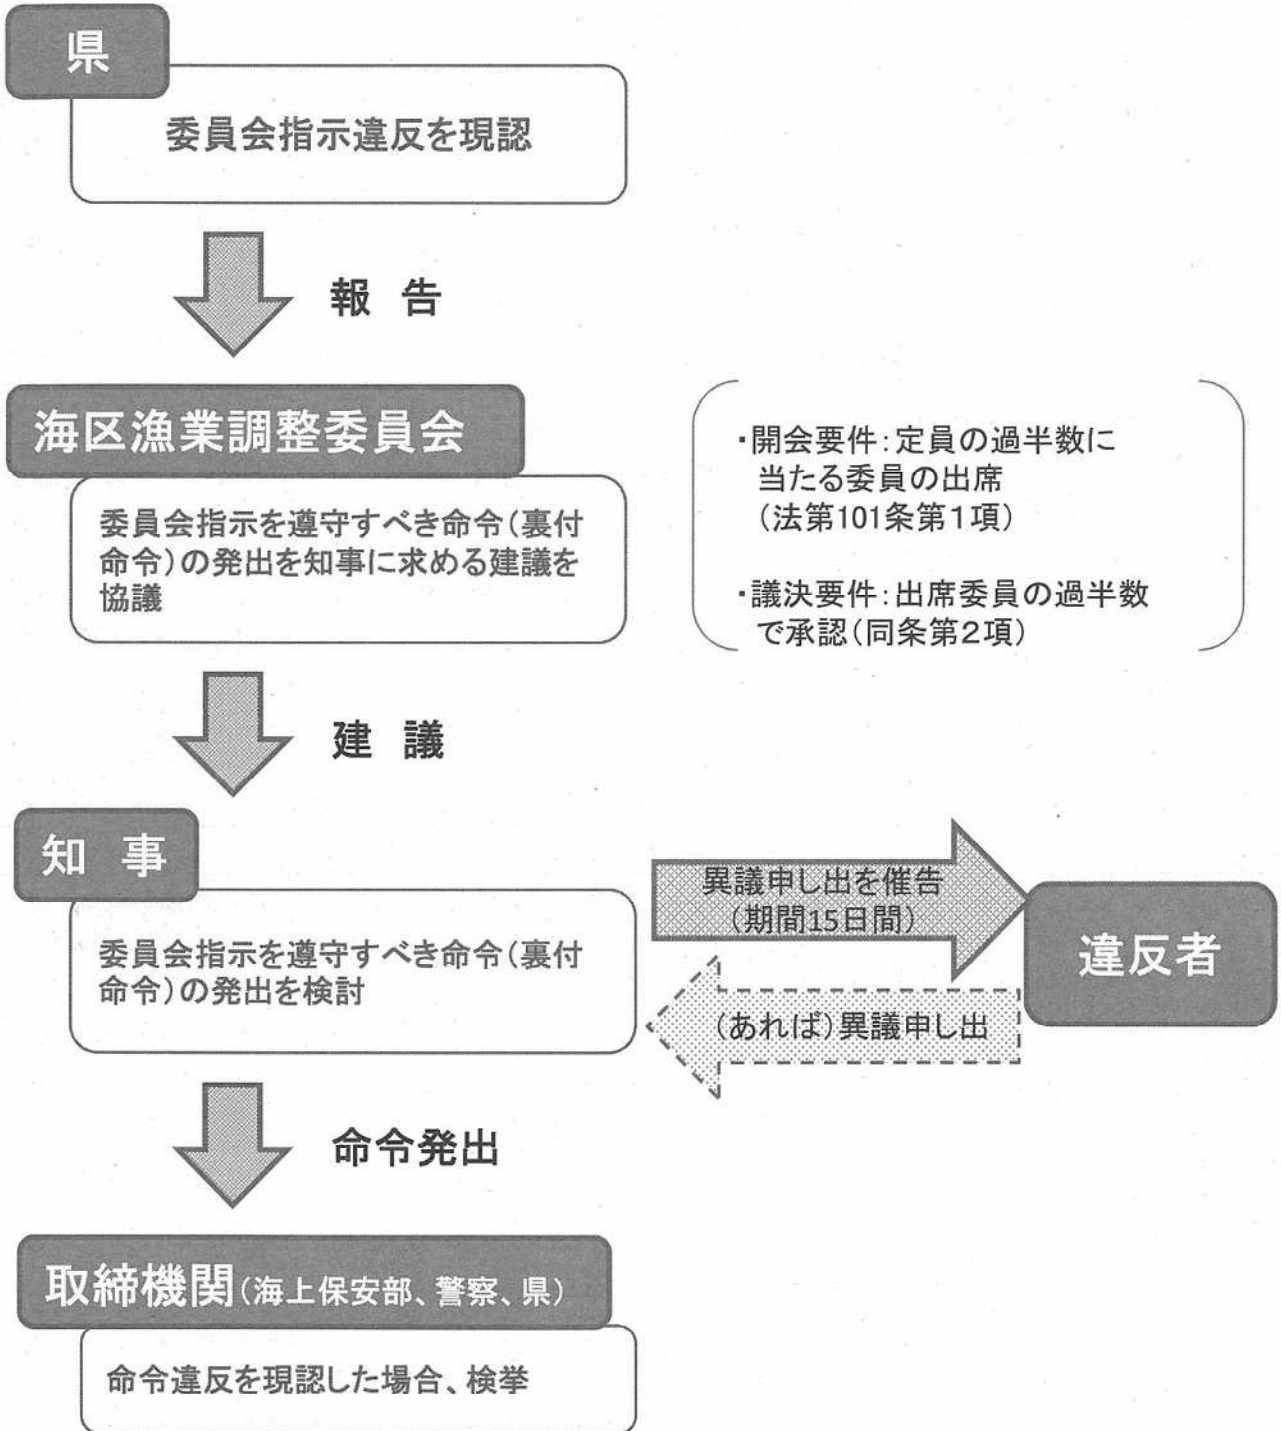 県
委員会指示違反を現認
報 告
海区漁業調整委員会
委員会指示を遵守すべき命令(裏付
命令)の発出を知事に求める建議を
協議
・開会要件:定員の過半数に
当たる委員の出席
(法第101条第1項)
・議決要件:出席委員の過半数
で承認(同条第2項)
建 議
知 事
委員会指示を遵守すべき命令(裏付
命令)の発出を検討
異議申し出を催告
(期間15日間)
違反者
(あれば)異議申し出
命令発出
取締機関(海上保安部、警察、県)
命令違反を現認した場合、検挙